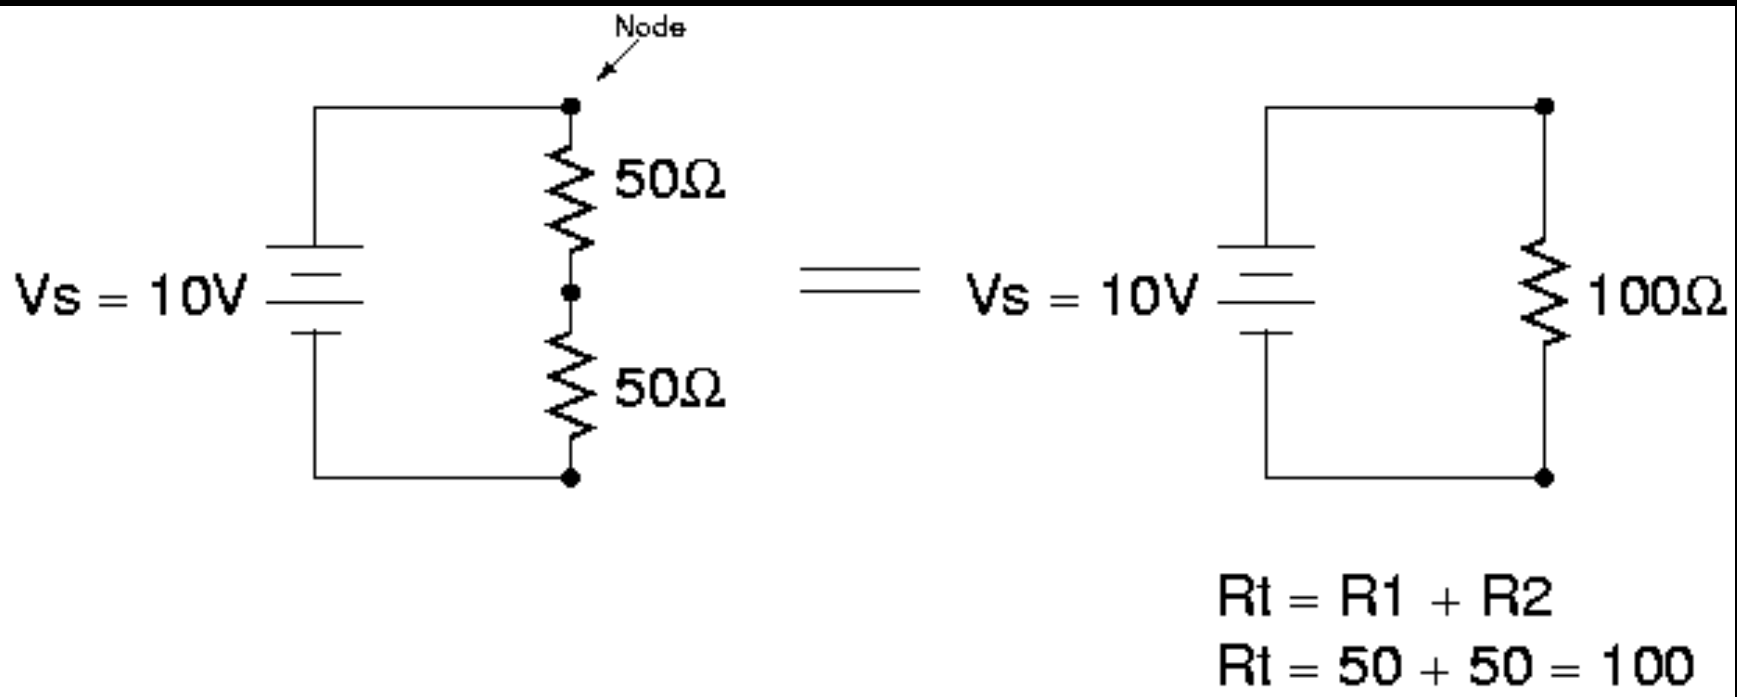 Node
50Ω
Vs = 10V
50Ω
Vs = 10V
100Ω
Rt = R1 + R2
Rt = 50 + 50 = 100